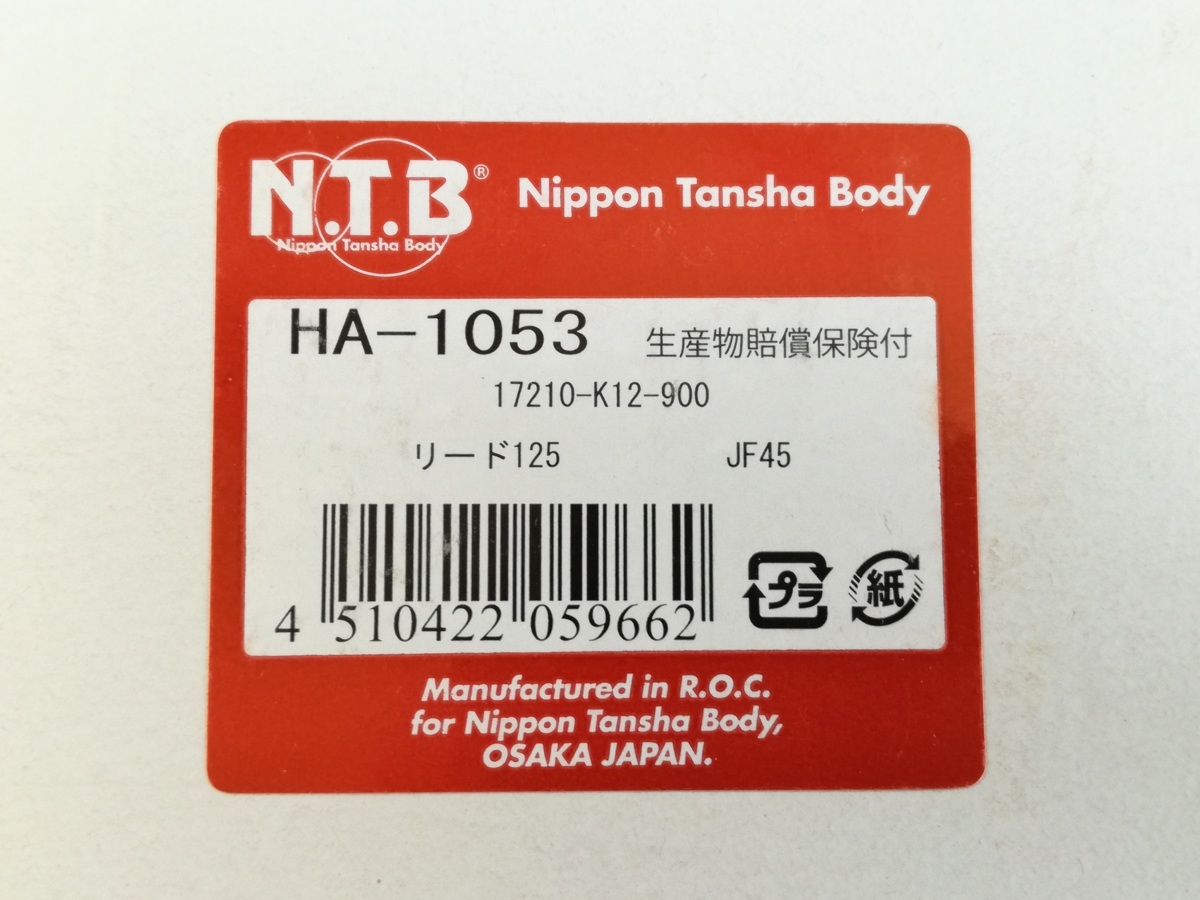 N.T.B®
Nippon Tansha Body
Nippon Tansha Body
HA-1053 生産物賠償保険付
17210-K12-900
リード125 JF45
4 510422 059662
プラ 紙
Manufactured in R.O.C.
for Nippon Tansha Body,
OSAKA JAPAN.